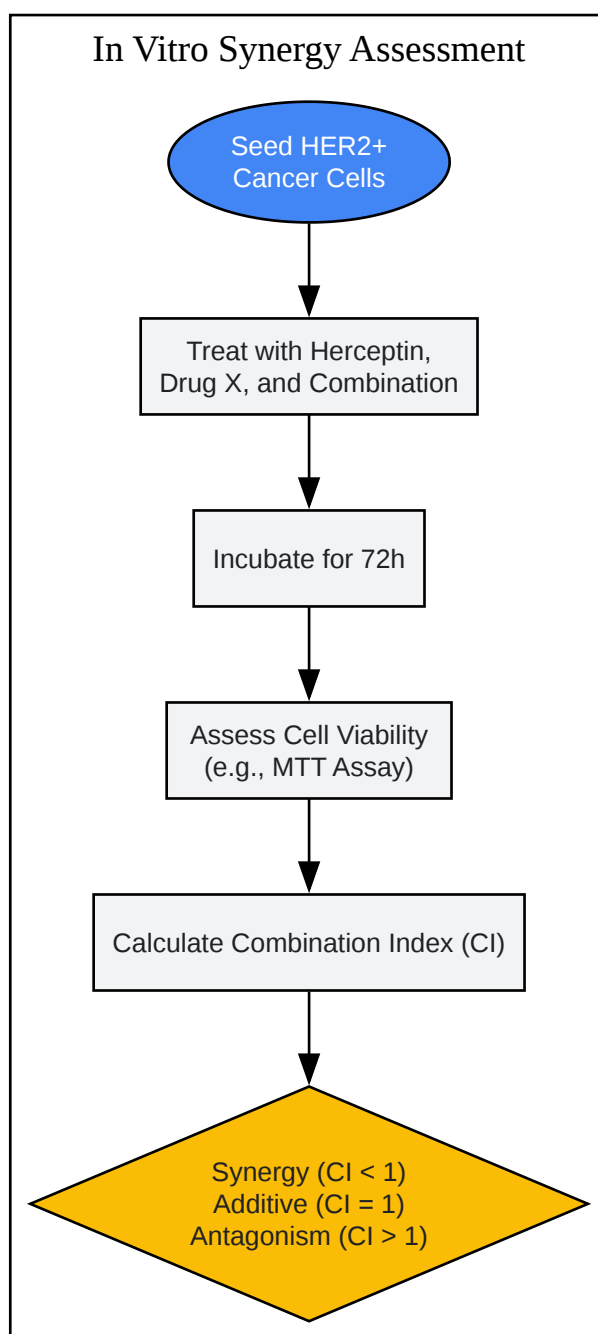 In Vitro Synergy Assessment
Seed HER2+
Cancer Cells
Treat with Herceptin,
Drug X, and Combination
Incubate for 72h
Assess Cell Viability
(e.g., MTT Assay)
Calculate Combination Index (CI)
Synergy (CI < 1)
Additive (CI = 1)
Antagonism (CI > 1)